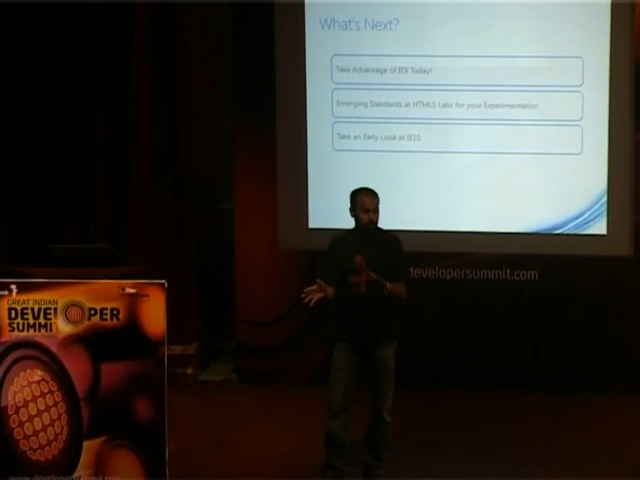 What's Next?
Take Advantage of IE9 Today!
Emerging Standards at HTML5 Labs for your Experimentation
Take an Early Look at IE10
developersummit.com
GREAT INDIAN
DEVELOPER
SUMMIT